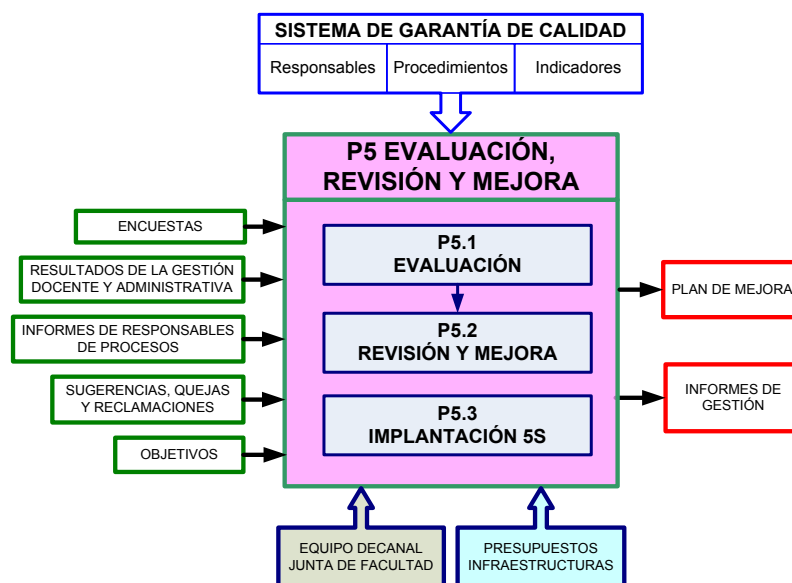 SISTEMA DE GARANTÍA DE CALIDAD
Responsables Procedimientos Indicadores
P5 EVALUACIÓN,
REVISIÓN Y MEJORA
ENCUESTAS
RESULTADOS DE LA GESTIÓN
DOCENTE Y ADMINISTRATIVA
INFORMES DE RESPONSABLES
DE PROCESOS
SUGERENCIAS, QUEJAS
Y RECLAMACIONES
OBJETIVOS
P5.1
EVALUACIÓN
P5.2
REVISIÓN Y MEJORA
P5.3
IMPLANTACIÓN 5S
PLAN DE MEJORA
INFORMES DE
GESTIÓN
EQUIPO DECANAL
JUNTA DE FACULTAD
PRESUPUESTOS
INFRAESTRUCTURAS